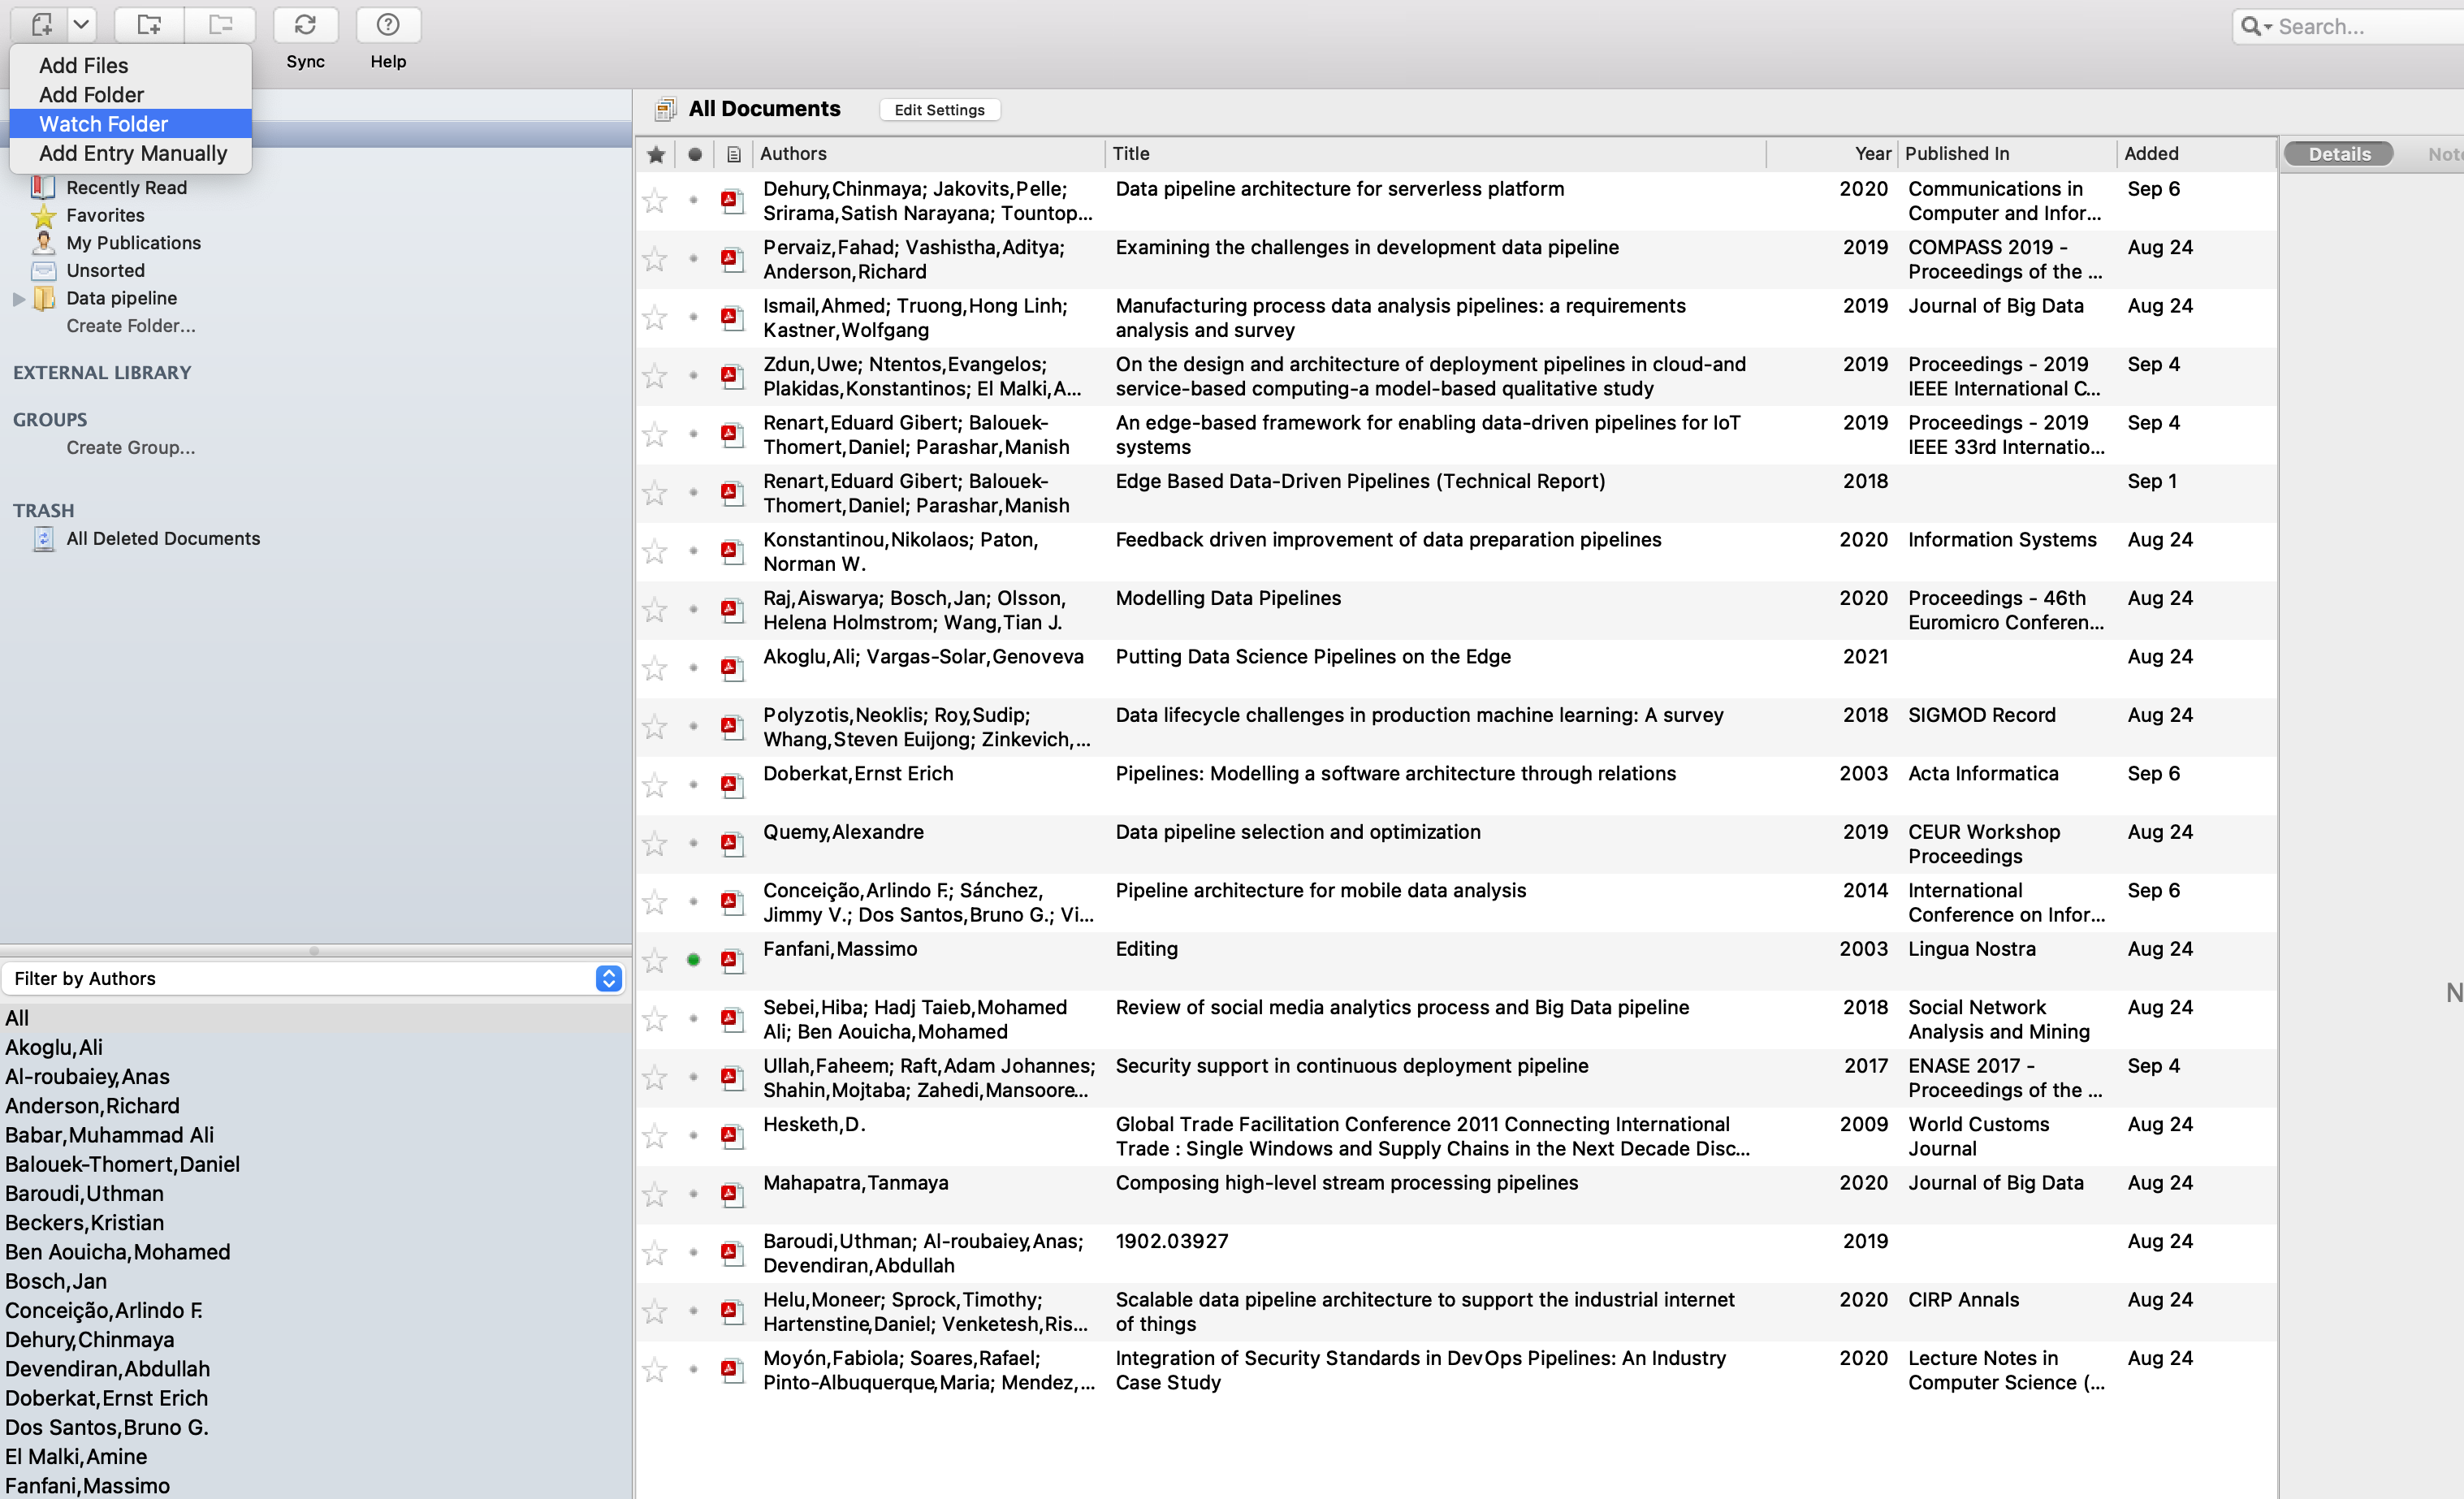 Search...
Sync
Help
Add Files
Add Folder
Watch Folder
Add Entry Manually
Recently Read
Favorites
My Publications
Unsorted
Data pipeline
Create Folder...
EXTERNAL LIBRARY
GROUPS
Create Group...
TRASH
All Deleted Documents
Filter by Authors
All
Akoglu,Ali
Al-roubaiey,Anas
Anderson,Richard
Babar,Muhammad Ali
Balouek-Thomert,Daniel
Baroudi,Uthman
Beckers,Kristian
Ben Aouicha,Mohamed
Bosch,Jan
Conceição,Arlindo F.
Dehury,Chinmaya
Devendiran,Abdullah
Doberkat,Ernst Erich
Dos Santos,Bruno G.
El Malki,Amine
Fanfani,Massimo
All Documents Edit Settings
Authors Title Year Published In Added
Dehury,Chinmaya; Jakovits,Pelle; Data pipeline architecture for serverless platform 2020 Communications in Sep 6
Srirama,Satish Narayana; Tountop... Computer and Infor...
Pervaiz,Fahad; Vashistha,Aditya; Examining the challenges in development data pipeline 2019 COMPASS 2019 - Aug 24
Anderson,Richard Proceedings of the ...
Ismail,Ahmed; Truong,Hong Linh; Manufacturing process data analysis pipelines: a requirements 2019 Journal of Big Data Aug 24
Kastner,Wolfgang analysis and survey
Zdun,Uwe; Ntentos,Evangelos; On the design and architecture of deployment pipelines in cloud-and 2019 Proceedings - 2019 Sep 4
Plakidas,Konstantinos; El Malki,A... service-based computing-a model-based qualitative study IEEE International C...
Renart,Eduard Gibert; Balouek- An edge-based framework for enabling data-driven pipelines for IoT 2019 Proceedings - 2019 Sep 4
Thomert,Daniel; Parashar,Manish systems IEEE 33rd Internatio...
Renart,Eduard Gibert; Balouek- Edge Based Data-Driven Pipelines (Technical Report) 2018 Sep 1
Thomert,Daniel; Parashar,Manish
Konstantinou,Nikolaos; Paton, Feedback driven improvement of data preparation pipelines 2020 Information Systems Aug 24
Norman W.
Raj,Aiswarya; Bosch,Jan; Olsson, Modelling Data Pipelines 2020 Proceedings - 46th Aug 24
Helena Holmstrom; Wang,Tian J. Euromicro Conferen...
Akoglu,Ali; Vargas-Solar,Genoveva Putting Data Science Pipelines on the Edge 2021 Aug 24
Polyzotis,Neoklis; Roy,Sudip; Data lifecycle challenges in production machine learning: A survey 2018 SIGMOD Record Aug 24
Whang,Steven Euijong; Zinkevich,...
Doberkat,Ernst Erich Pipelines: Modelling a software architecture through relations 2003 Acta Informatica Sep 6
Quemy,Alexandre Data pipeline selection and optimization 2019 CEUR Workshop Aug 24
Proceedings
Conceição,Arlindo F.; Sánchez, Pipeline architecture for mobile data analysis 2014 International Sep 6
Jimmy V.; Dos Santos,Bruno G.; Vi... Conference on Infor...
Fanfani,Massimo Editing 2003 Lingua Nostra Aug 24
Sebei,Hiba; Hadj Taieb,Mohamed Review of social media analytics process and Big Data pipeline 2018 Social Network Aug 24
Ali; Ben Aouicha,Mohamed Analysis and Mining
Ullah,Faheem; Raft,Adam Johannes; Security support in continuous deployment pipeline 2017 ENASE 2017 - Sep 4
Shahin,Mojtaba; Zahedi,Mansoore... Proceedings of the ...
Hesketh,D. Global Trade Facilitation Conference 2011 Connecting International 2009 World Customs Aug 24
Trade : Single Windows and Supply Chains in the Next Decade Disc... Journal
Mahapatra,Tanmaya Composing high-level stream processing pipelines 2020 Journal of Big Data Aug 24
Baroudi,Uthman; Al-roubaiey,Anas; 1902.03927 2019 Aug 24
Devendiran,Abdullah
Helu,Moneer; Sprock,Timothy; Scalable data pipeline architecture to support the industrial internet 2020 CIRP Annals Aug 24
Hartenstine,Daniel; Venketesh,Ris... of things
Moyón,Fabiola; Soares,Rafael; Integration of Security Standards in DevOps Pipelines: An Industry 2020 Lecture Notes in Aug 24
Pinto-Albuquerque,Maria; Mendez,... Case Study Computer Science (...
Details Note
N